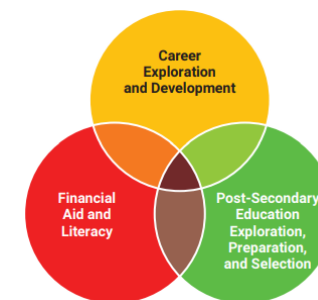 Career
Exploration
and Development
Financial
Aid and
Literacy
Post-Secondary
Education
Exploration,
Preparation,
and Selection